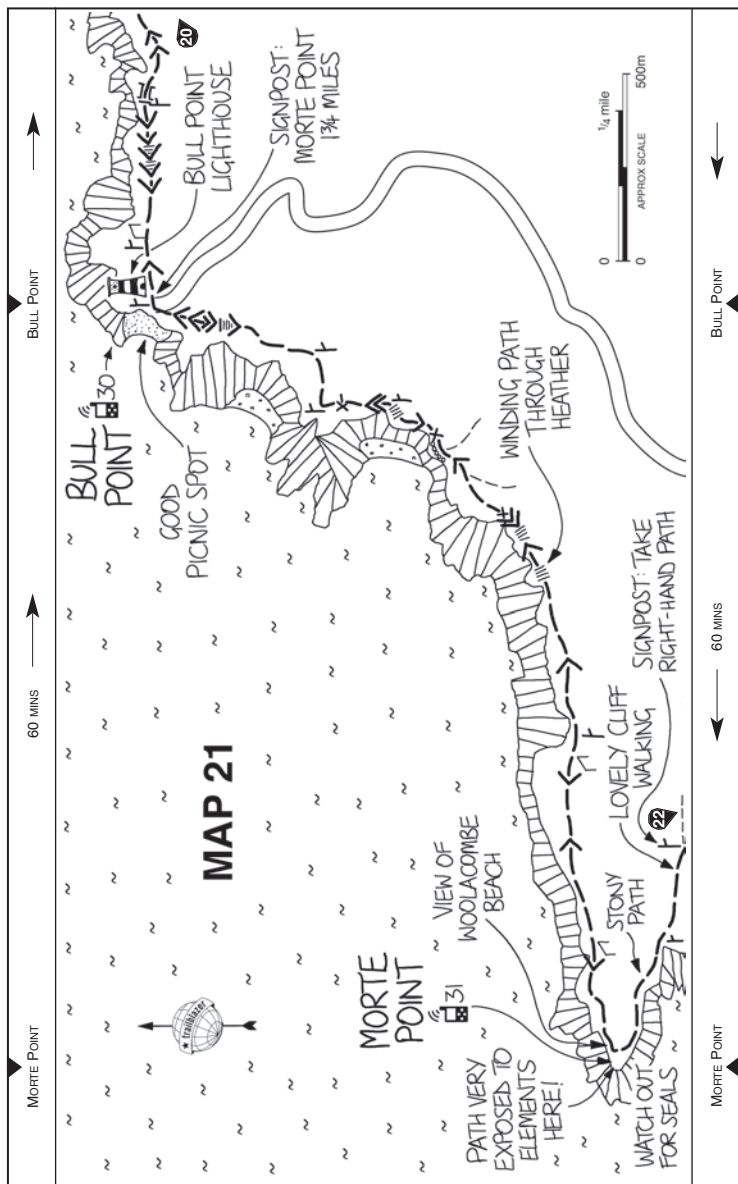 MORTE POINT
60 MINS
BULL POINT
MAP 21
★ trailblazer
BULL
POINT
30
GOOD
PICNIC SPOT
20
BULL POINT
LIGHTHOUSE
SIGNPOST:
MORTE POINT
1¾ MILES
MORTE
POINT
31
VIEW OF
WOOLACOMBE
BEACH
PATH VERY
EXPOSED TO
ELEMENTS
HERE!
WATCH OUT
FOR SEALS
STONY
PATH
LOVELY CLIFF
WALKING
22
SIGNPOST: TAKE
RIGHT-HAND PATH
WINDING PATH
THROUGH
HEATHER
0
¼ mile
APPROX SCALE
0
500m
MORTE POINT
60 MINS
BULL POINT